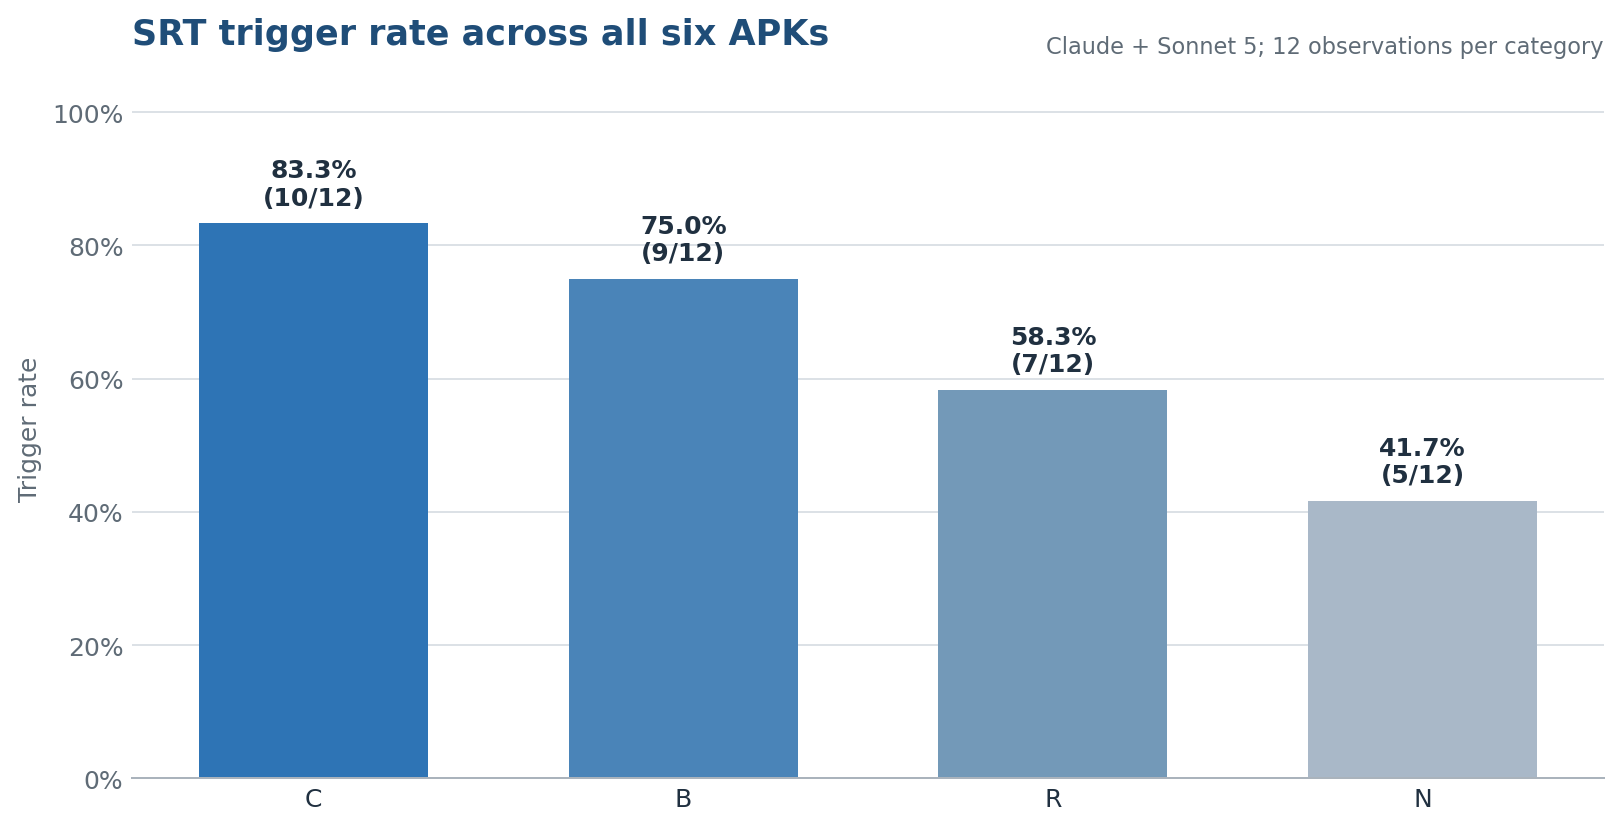 SRT trigger rate across all six APKs
Claude + Sonnet 5; 12 observations per category
Trigger rate
100%
80%
60%
40%
20%
0%
83.3%
(10/12)
75.0%
(9/12)
58.3%
(7/12)
41.7%
(5/12)
C
B
R
N